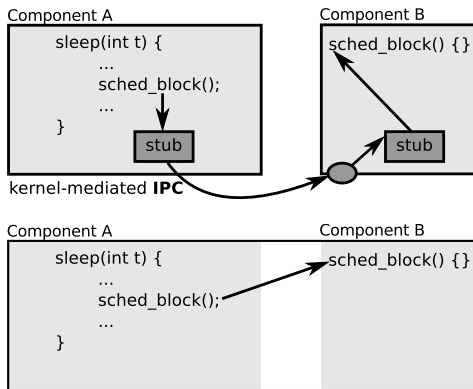 Component A
sleep(int t) {
...
sched_block();
...
}
stub
kernel-mediated IPC
Component B
sched_block() {}
stub
Component A
sleep(int t) {
...
sched_block();
...
}
Component B
sched_block() {}